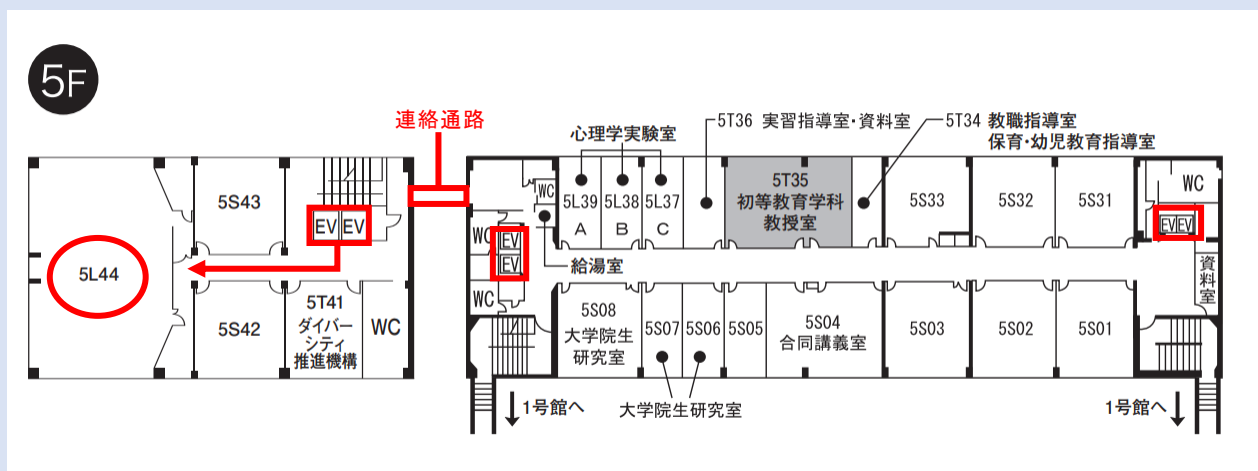 5F
連絡通路
心理学実験室
5T36 実習指導室・資料室
5T34 教職指導室
保育・幼児教育指導室
5S43
EV EV
5L44
5S42
5T41
ダイバー
シティ
推進機構
WC
WC
5L39
A
5L38
B
5L37
C
5T35
初等教育学科
教授室
5S33
5S32
5S31
WC
EV EV
WC
EV
EV
給湯室
資料室
WC
5S08
大学院生
研究室
5S07
5S06
5S05
5S04
合同講義室
5S03
5S02
5S01
1号館へ
大学院生研究室
1号館へ